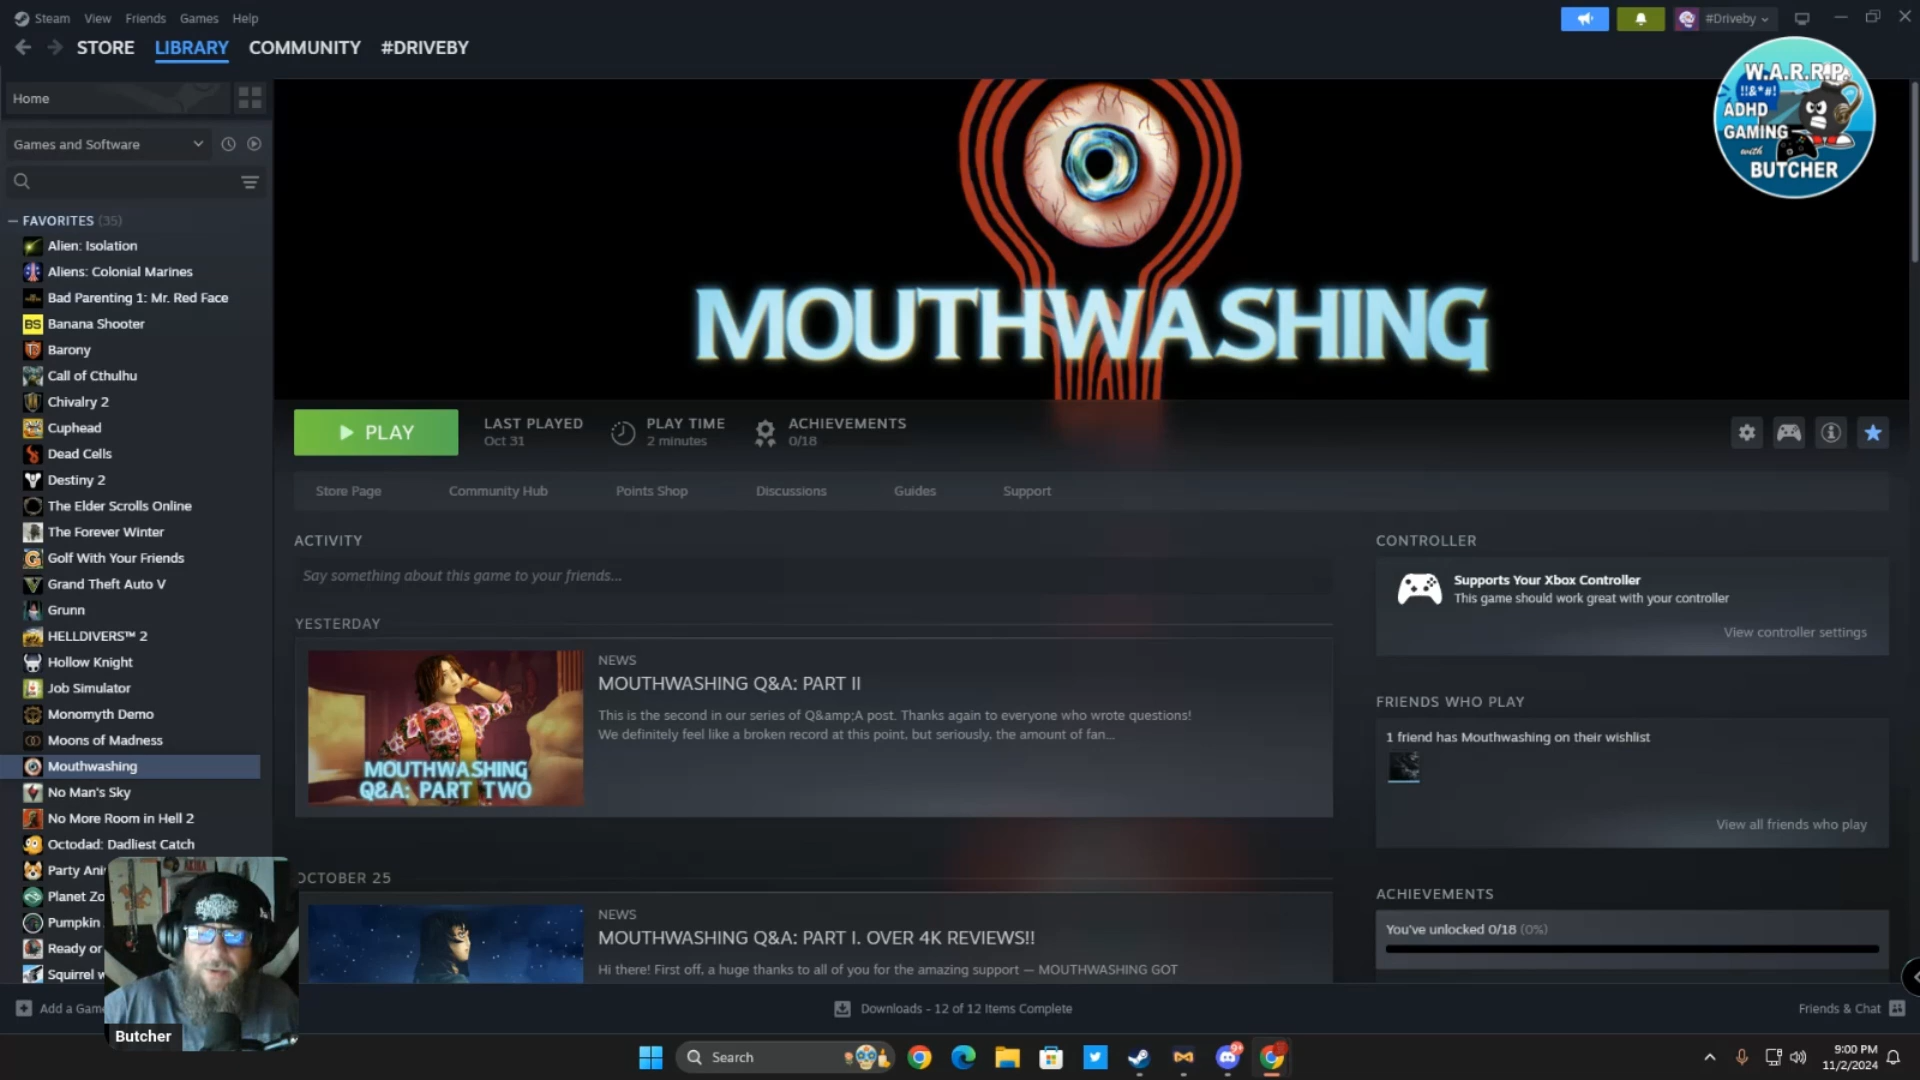 Steam View Friends Games Help
#Driveby
STORE LIBRARY COMMUNITY #DRIVEBY
W.A.R.R.P.
!!&*#!
ADHD
GAMING
with
BUTCHER
Home
Games and Software
FAVORITES (35)
Alien: Isolation
Aliens: Colonial Marines
Bad Parenting 1: Mr. Red Face
BS Banana Shooter
Barony
Call of Cthulhu
Chivalry 2
Cuphead
Dead Cells
Destiny 2
The Elder Scrolls Online
The Forever Winter
Golf With Your Friends
Grand Theft Auto V
Grunn
HELLDIVERS™ 2
Hollow Knight
Job Simulator
Monomyth Demo
Moons of Madness
Mouthwashing
No Man's Sky
No More Room in Hell 2
Octodad: Dadliest Catch
Party Ani
Planet Zo
Pumpkin
Ready or
Squirrel w
Add a Gam
Butcher
MOUTHWASHING
PLAY
LAST PLAYED
Oct 31
PLAY TIME
2 minutes
ACHIEVEMENTS
0/18
Store Page Community Hub Points Shop Discussions Guides Support
ACTIVITY
Say something about this game to your friends...
YESTERDAY
MOUTHWASHING
Q&A: PART TWO
NEWS
MOUTHWASHING Q&A: PART II
This is the second in our series of Q&amp;A post. Thanks again to everyone who wrote questions!
We definitely feel like a broken record at this point, but seriously, the amount of fan...
OCTOBER 25
NEWS
MOUTHWASHING Q&A: PART I. OVER 4K REVIEWS!!
Hi there! First off, a huge thanks to all of you for the amazing support — MOUTHWASHING GOT
CONTROLLER
Supports Your Xbox Controller
This game should work great with your controller
View controller settings
FRIENDS WHO PLAY
1 friend has Mouthwashing on their wishlist
View all friends who play
ACHIEVEMENTS
You've unlocked 0/18 (0%)
Downloads - 12 of 12 Items Complete
Friends & Chat
Search
9+
9:00 PM
11/2/2024